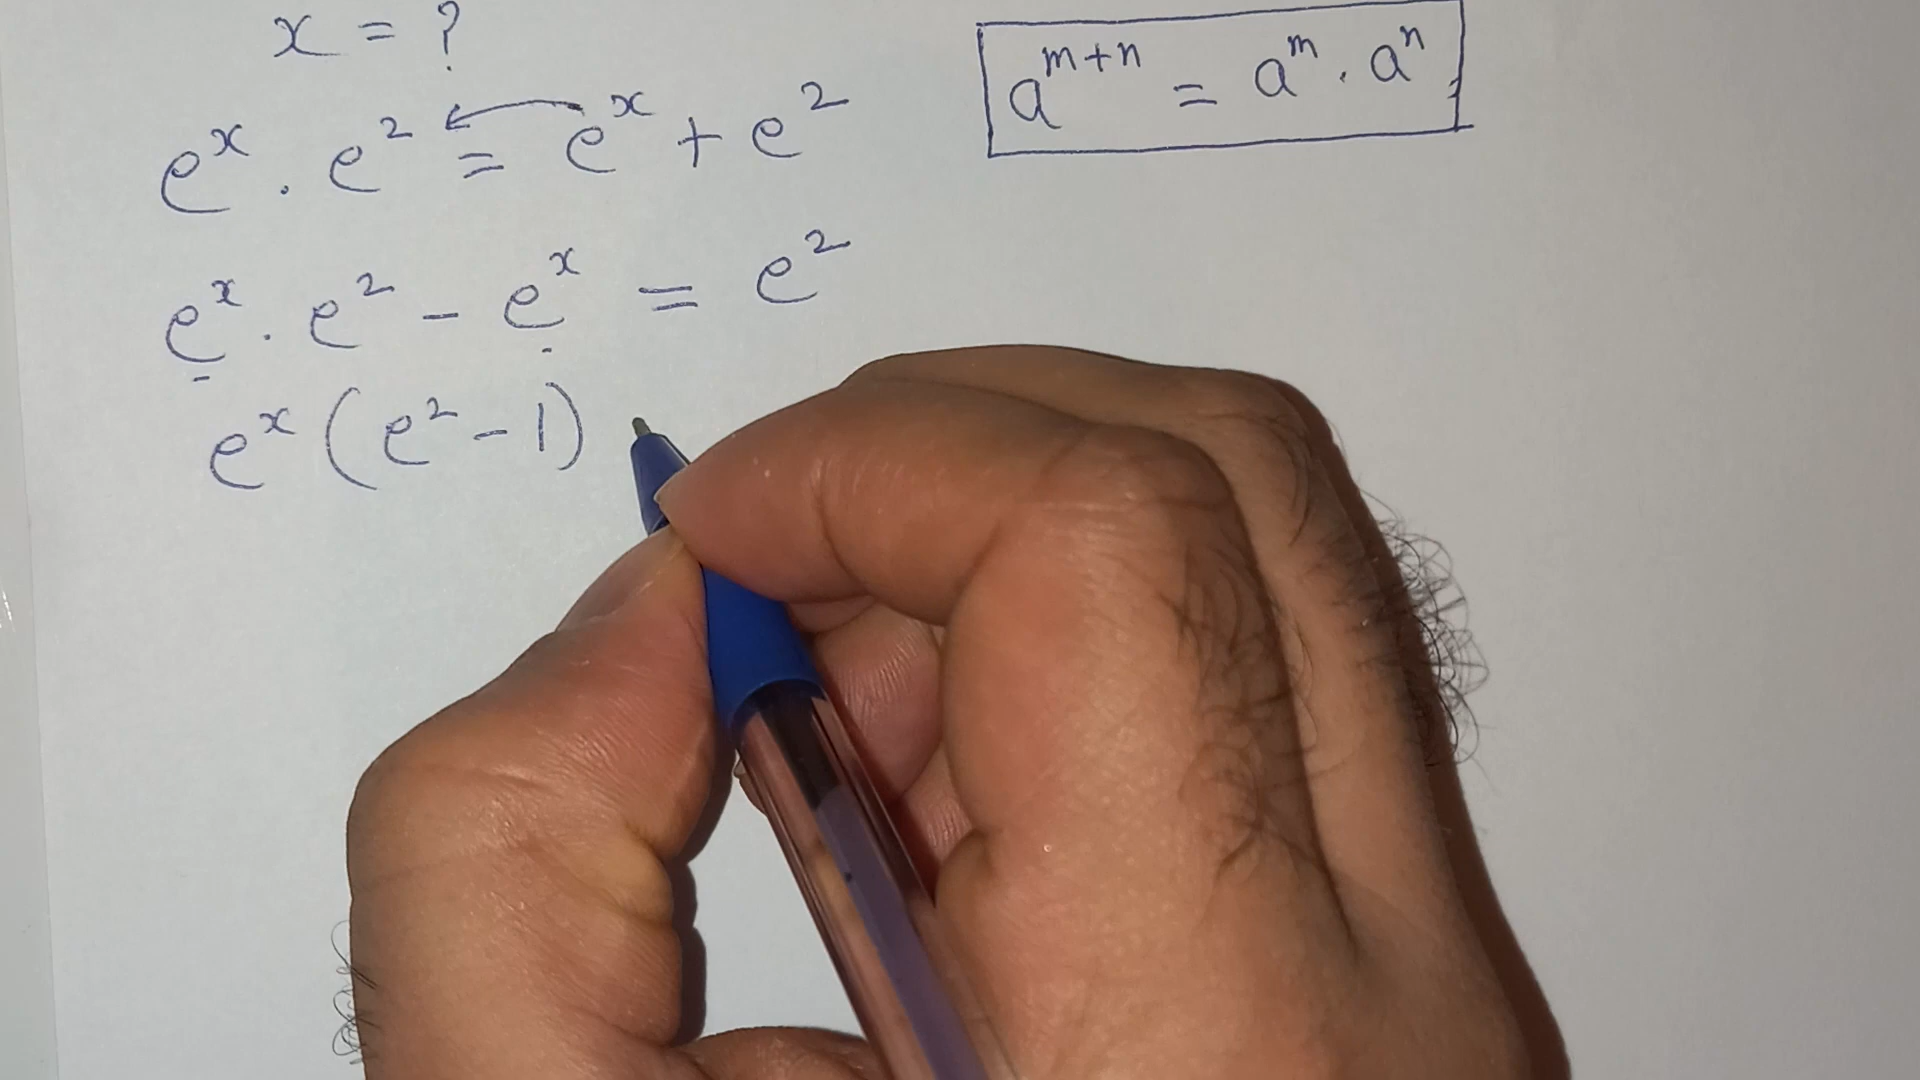 x = ?
a^{m+n} = a^m . a^n
e^x . e^2 = e^x + e^2
e^x . e^2 - e^x = e^2
e^x (e^2 - 1)